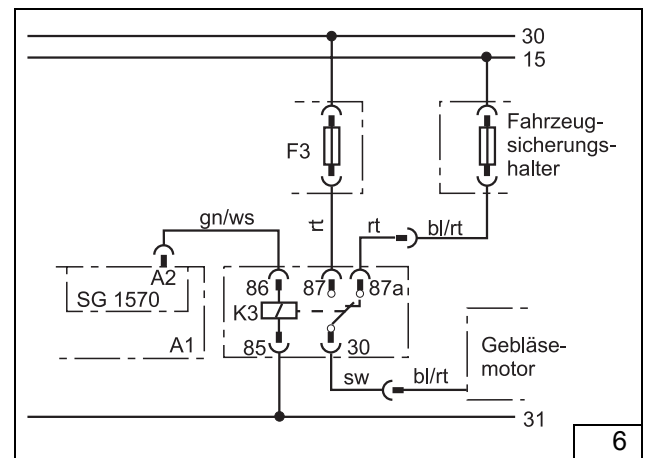 30
15
F3
Fahrzeug-
sicherungs-
halter
gn/ws
rt
rt
bl/rt
A2
SG 1570
A1
86
87
87a
K3
85
30
Gebläse-
motor
sw
bl/rt
31
6